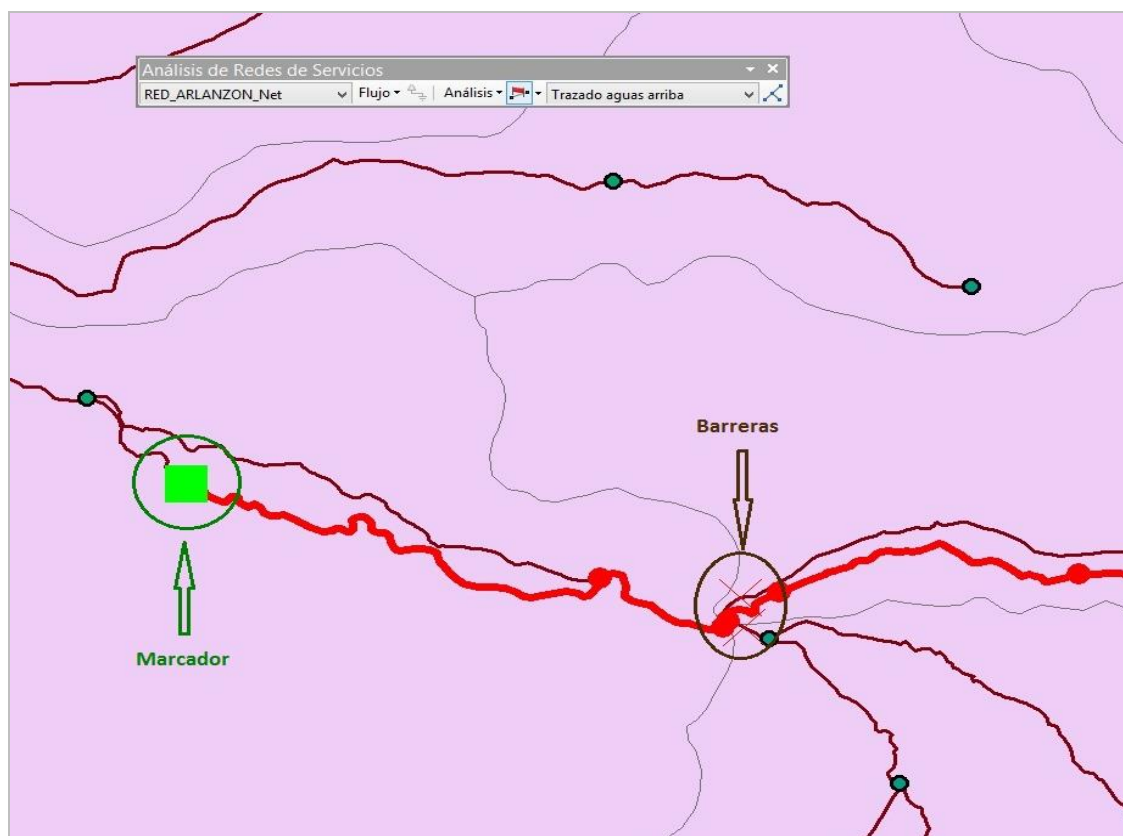 Análisis de Redes de Servicios
RED_ARLANZON_Net Flujo Análisis Trazado aguas arriba
Barreras
Marcador